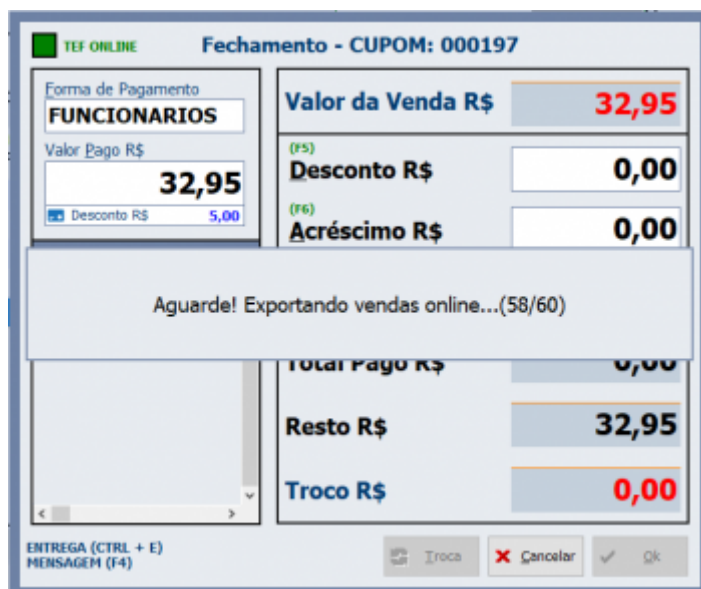 TEF ONLINE
Fechamento - CUPOM: 000197
Forma de Pagamento
FUNCIONARIOS
Valor Pago R$
32,95
Desconto R$ 5,00
Valor da Venda R$ 32,95
(F5)
Desconto R$ 0,00
(F6)
Acréscimo R$ 0,00
Aguarde! Exportando vendas online...(58/60)
Total Pago R$ 0,00
Resto R$ 32,95
Troco R$ 0,00
ENTREGA (CTRL + E)
MENSAGEM (F4)
Troca
Cancelar
Ok